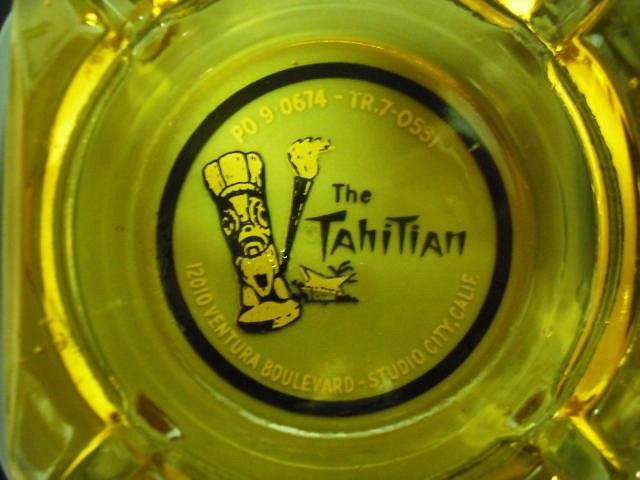 PO 9·0674 - TR.7-0531
The
Tahitian
12010 VENTURA BOULEVARD - STUDIO CITY, CALIF.